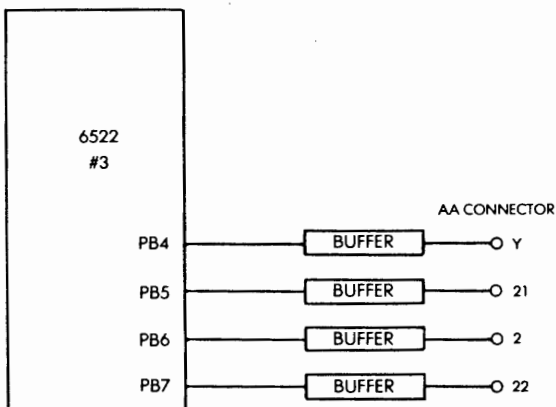 6522
#3
AA CONNECTOR
PB4 BUFFER Y
PB5 BUFFER 21
PB6 BUFFER 2
PB7 BUFFER 22